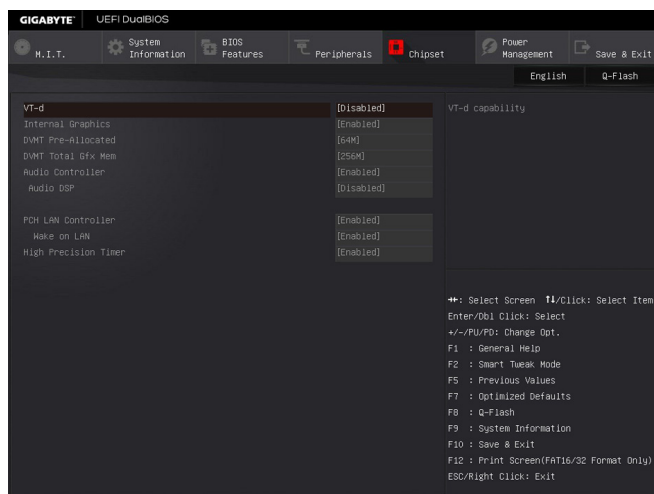 GIGABYTE™ UEFI DualBIOS
M.I.T.
System Information
BIOS Features
Peripherals
Chipset
Power Management
Save & Exit
English Q-Flash
VT-d [Disabled] VT-d capability
Internal Graphics [Enabled]
DVMT Pre-Allocated [64M]
DVMT Total Gfx Mem [256M]
Audio Controller [Enabled]
Audio DSP [Disabled]
PCH LAN Controller [Enabled]
Wake on LAN [Enabled]
High Precision Timer [Enabled]
→←: Select Screen ↑↓/Click: Select Item
Enter/Dbl Click: Select
+/-/PU/PD: Change Opt.
F1 : General Help
F2 : Smart Tweak Mode
F5 : Previous Values
F7 : Optimized Defaults
F8 : Q-Flash
F9 : System Information
F10 : Save & Exit
F12 : Print Screen(FAT16/32 Format Only)
ESC/Right Click: Exit